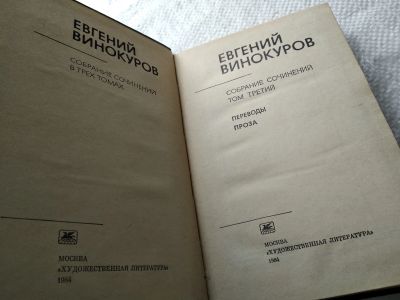 ЕВГЕНИЙ
ВИНОКУРОВ
СОБРАНИЕ СОЧИНЕНИЙ
В ТРЕХ ТОМАХ
МОСКВА
«ХУДОЖЕСТВЕННАЯ ЛИТЕРАТУРА»
1984
ЕВГЕНИЙ
ВИНОКУРОВ
СОБРАНИЕ СОЧИНЕНИЙ
ТОМ ТРЕТИЙ
ПЕРЕВОДЫ
ПРОЗА
МОСКВА
«ХУДОЖЕСТВЕННАЯ ЛИТЕРАТУРА»
1984